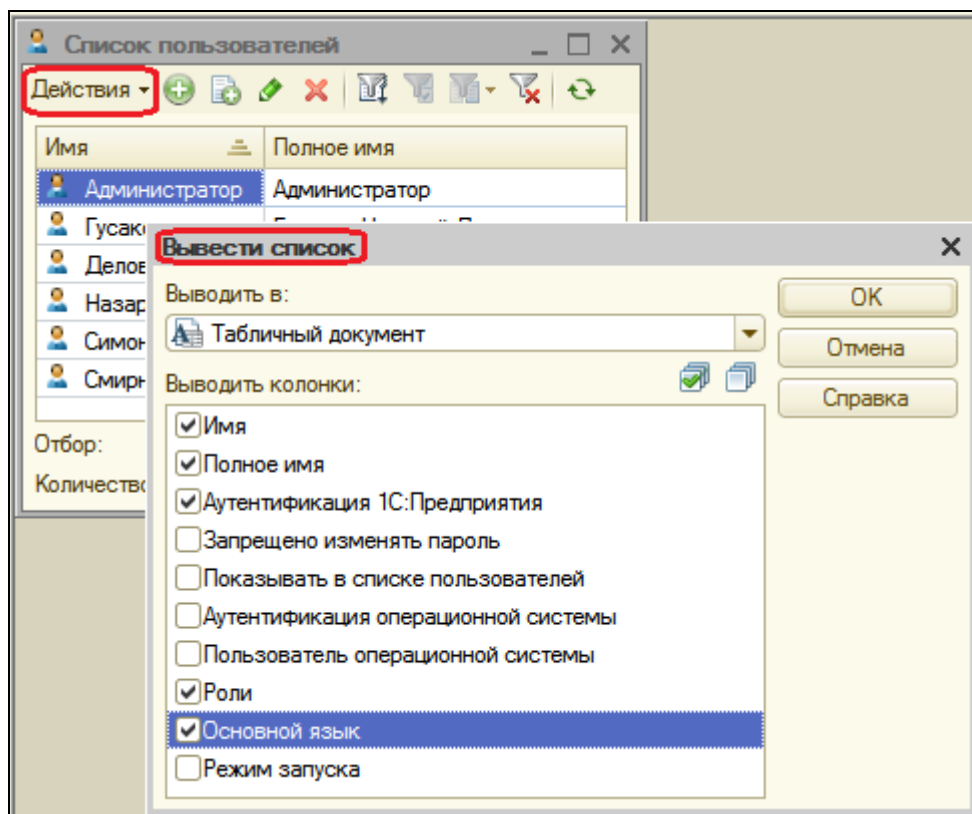 Список пользователей
Действия
Имя Полное имя
Администратор Администратор
Вывести список
Выводить в:
Табличный документ
OK
Отмена
Справка
Выводить колонки:
Имя
Полное имя
Аутентификация 1С:Предприятия
Запрещено изменять пароль
Показывать в списке пользователей
Аутентификация операционной системы
Пользователь операционной системы
Роли
Основной язык
Режим запуска
Отбор: